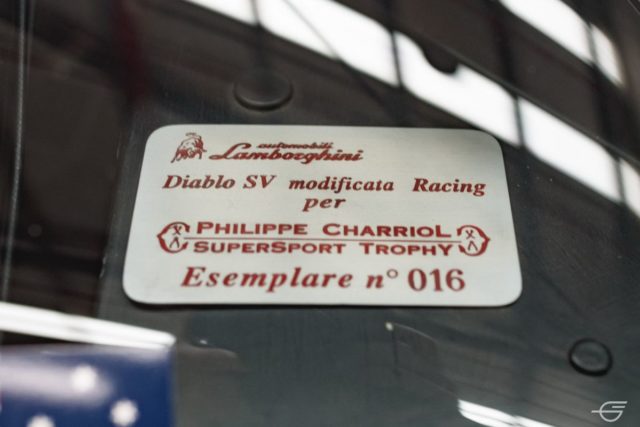 automobili
Lamborghini
Diablo SV modificata Racing
per
PHILIPPE CHARRIOL
SUPERSPORT TROPHY
Esemplare n° 016